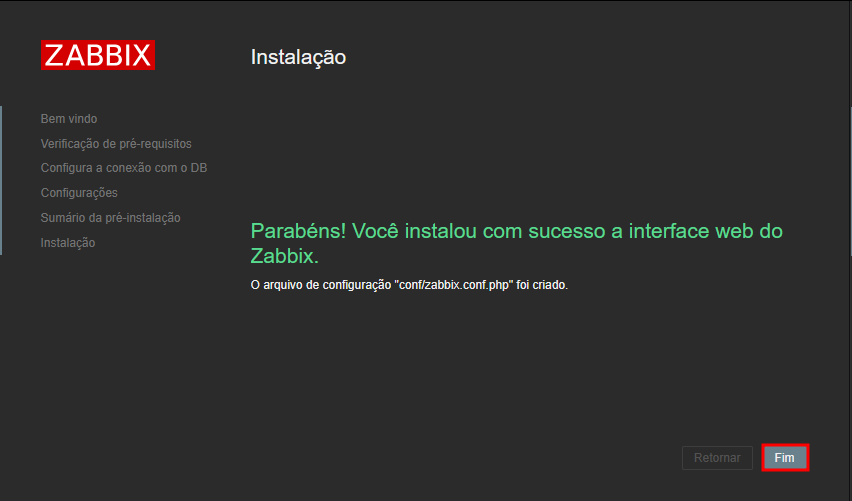 ZABBIX
Instalação
Bem vindo
Verificação de pré-requisitos
Configura a conexão com o DB
Configurações
Sumário da pré-instalação
Instalação
Parabéns! Você instalou com sucesso a interface web do
Zabbix.
O arquivo de configuração "conf/zabbix.conf.php" foi criado.
Retornar
Fim